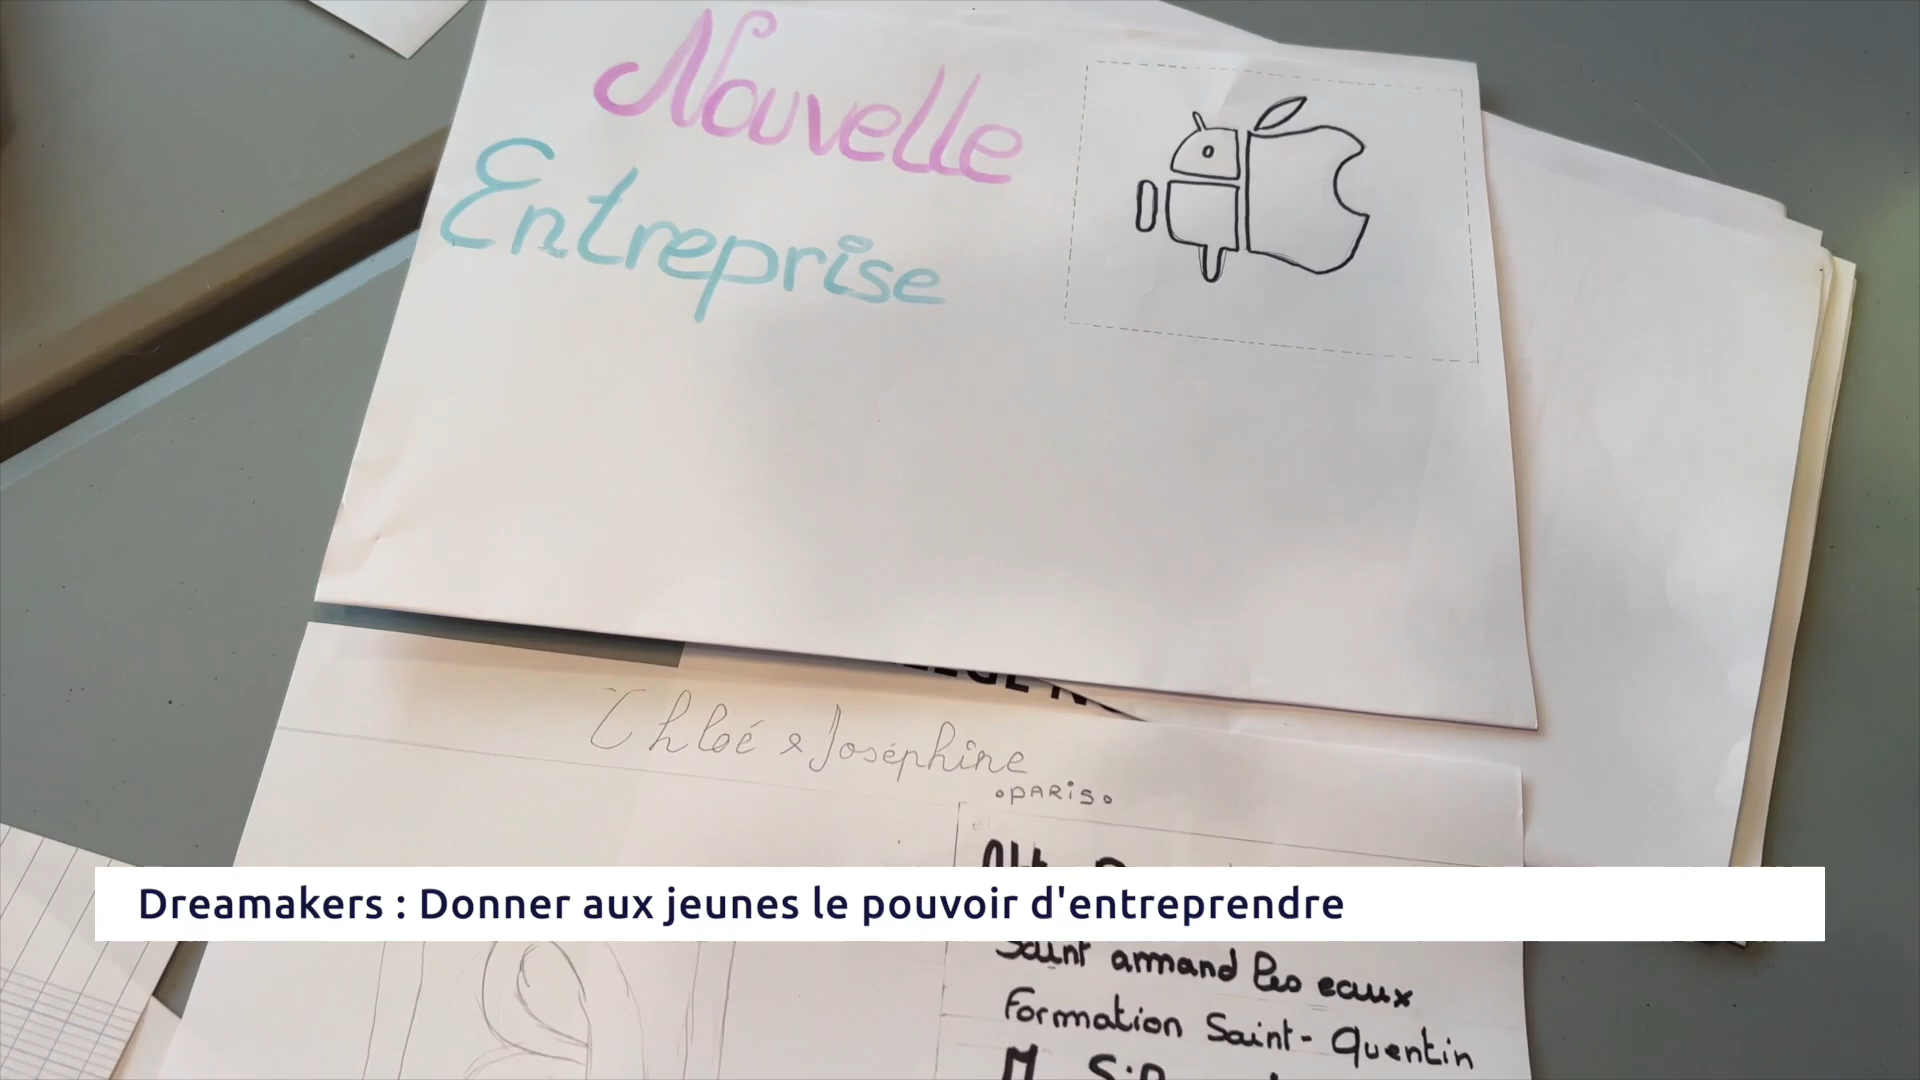 Nouvelle
Entreprise
Chloé & Joséphine
°PARIS°
Dreamakers : Donner aux jeunes le pouvoir d'entreprendre
Saint armand les eaux
Formation Saint-Quentin